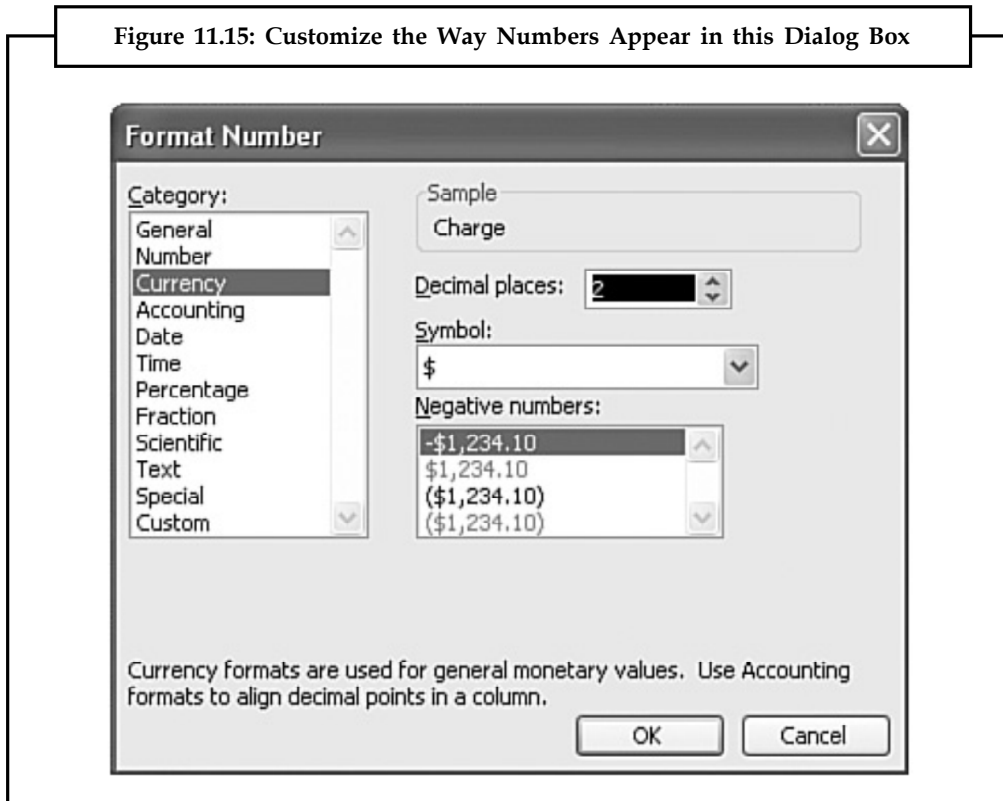 Figure 11.15: Customize the Way Numbers Appear in this Dialog Box
Format Number
Category:
General
Number
Currency
Accounting
Date
Time
Percentage
Fraction
Scientific
Text
Special
Custom
Sample
Charge
Decimal places: 2
Symbol:
$
Negative numbers:
-$1,234.10
$1,234.10
($1,234.10)
($1,234.10)
Currency formats are used for general monetary values. Use Accounting
formats to align decimal points in a column.
OK Cancel